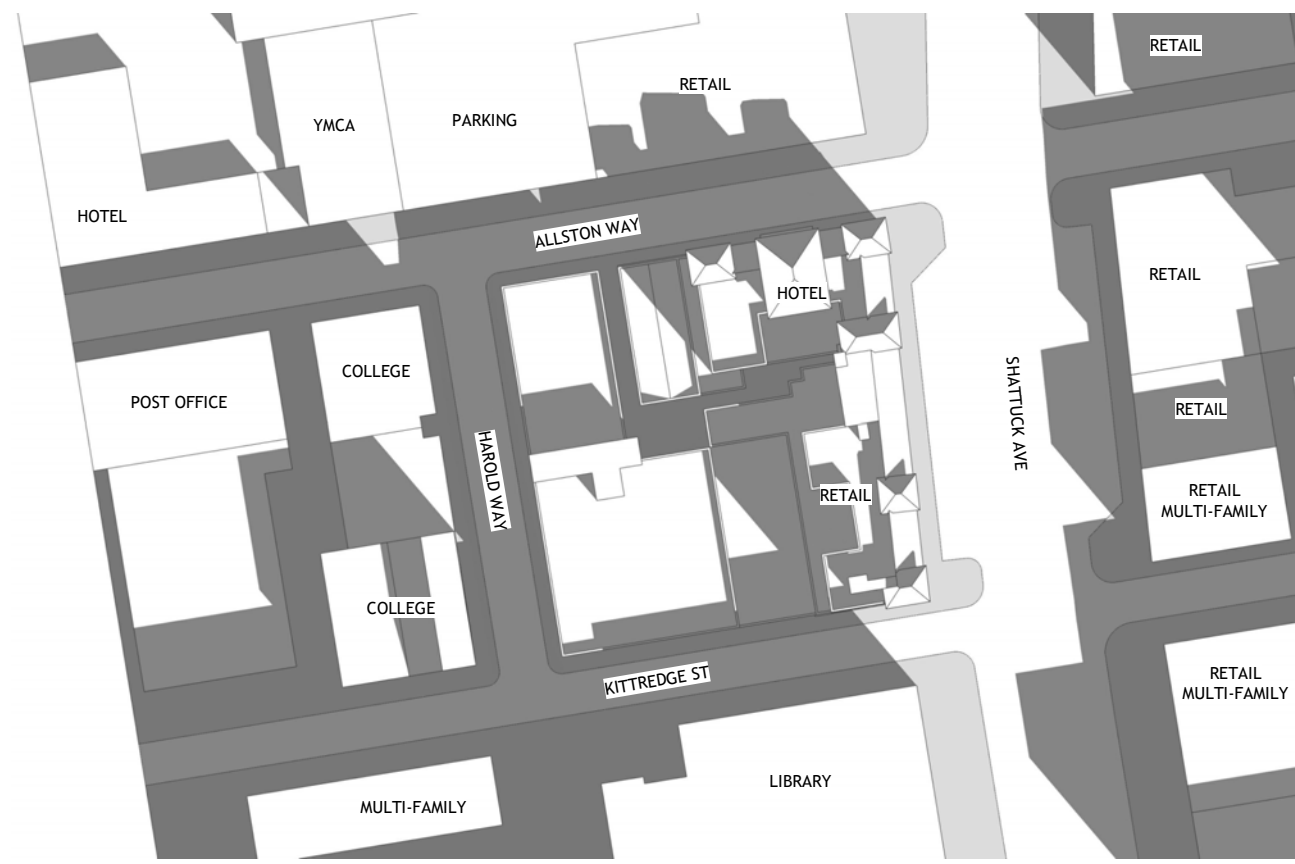 RETAIL
RETAIL
YMCA
PARKING
HOTEL
ALLSTON WAY
RETAIL
HOTEL
COLLEGE
POST OFFICE
SHATTUCK AVE
RETAIL
HAROLD WAY
RETAIL
RETAIL
MULTI-FAMILY
COLLEGE
KITTREDGE ST
RETAIL
MULTI-FAMILY
LIBRARY
MULTI-FAMILY